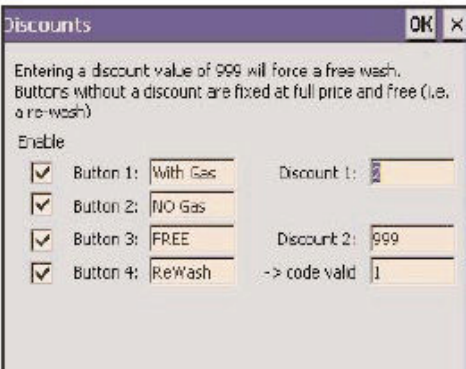 Discounts OK ×
Entering a discount value of 999 will force a free wash.
Buttons without a discount are fixed at full price and free (i.e.
a re-wash)
Enable
Button 1: With Gas Discount 1: 2
Button 2: NO Gas
Button 3: FREE Discount 2: 999
Button 4: ReWash -> code valid 1